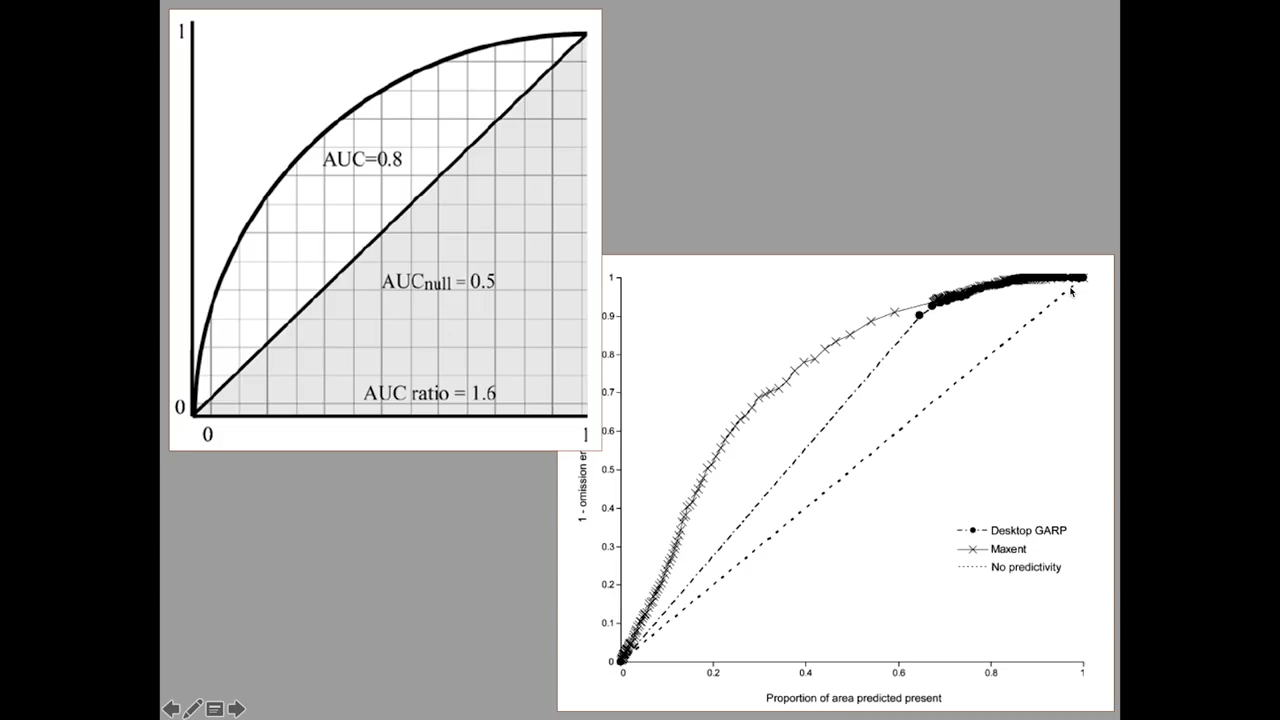 1
AUC=0.8
AUCnull = 0.5
AUC ratio = 1.6
0
0
1
1
0.9
0.8
0.7
0.6
0.5
0.4
0.3
0.2
0.1
0
1 - omission
Desktop GARP
Maxent
No predictivity
0
0.2
0.4
0.6
0.8
1
Proportion of area predicted present